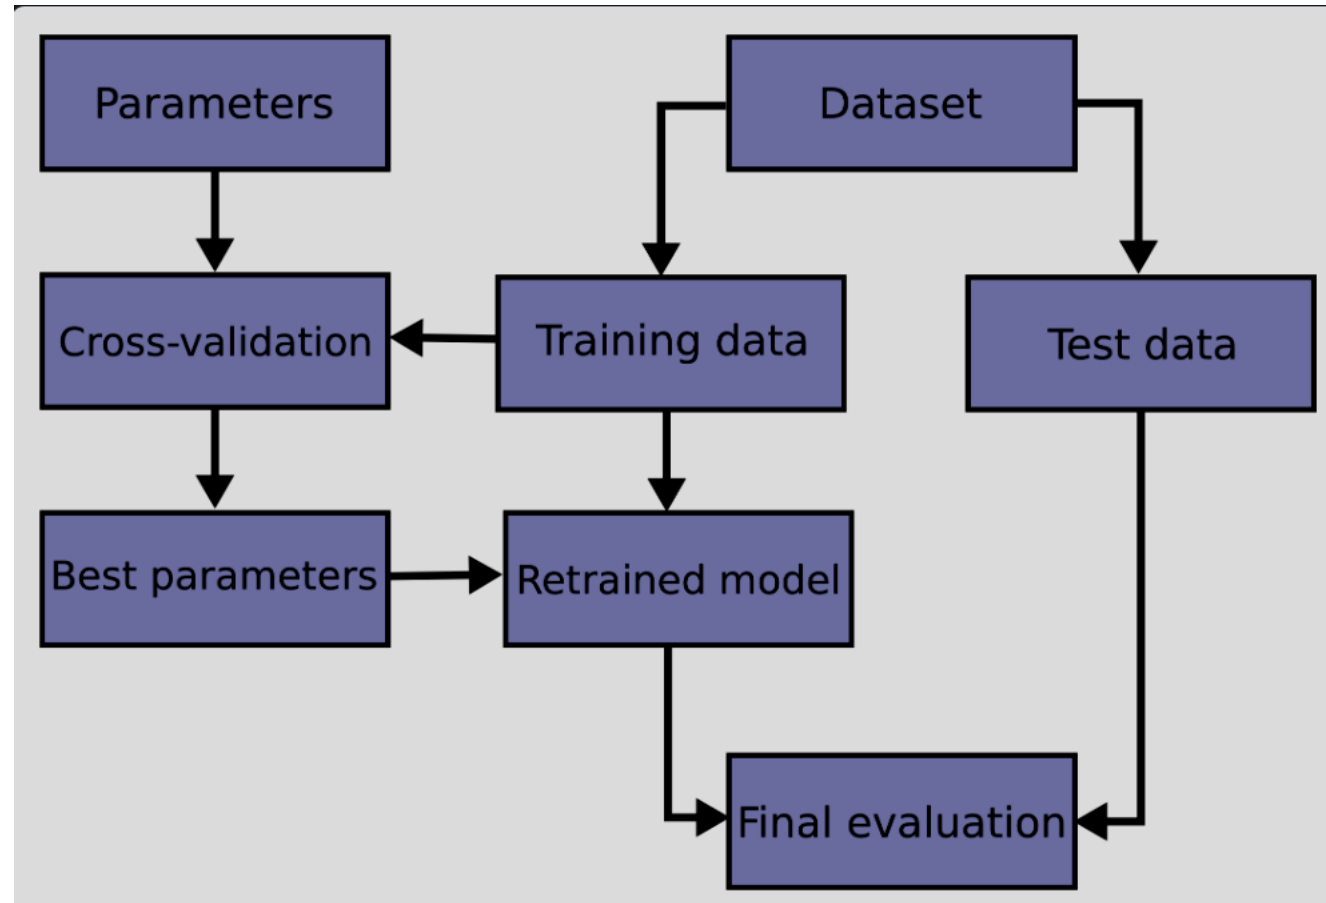 Parameters
Dataset
Cross-validation
Training data
Test data
Best parameters
Retrained model
Final evaluation